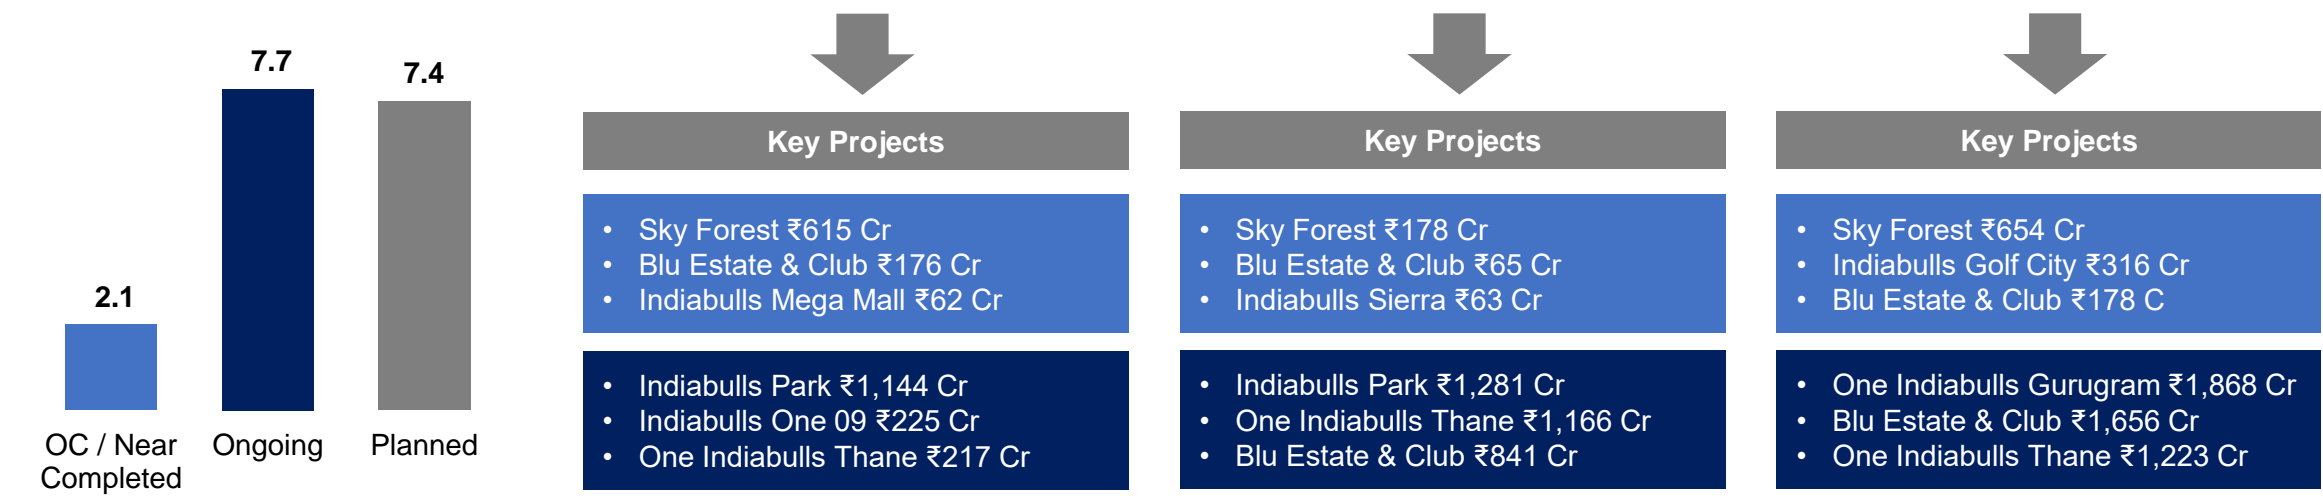 7.7
7.4
2.1
OC / Near
Completed
Ongoing
Planned
Key Projects
• Sky Forest ₹615 Cr
• Blu Estate & Club ₹176 Cr
• Indiabulls Mega Mall ₹62 Cr
• Indiabulls Park ₹1,144 Cr
• Indiabulls One 09 ₹225 Cr
• One Indiabulls Thane ₹217 Cr
Key Projects
• Sky Forest ₹178 Cr
• Blu Estate & Club ₹65 Cr
• Indiabulls Sierra ₹63 Cr
• Indiabulls Park ₹1,281 Cr
• One Indiabulls Thane ₹1,166 Cr
• Blu Estate & Club ₹841 Cr
Key Projects
• Sky Forest ₹654 Cr
• Indiabulls Golf City ₹316 Cr
• Blu Estate & Club ₹178 C
• One Indiabulls Gurugram ₹1,868 Cr
• Blu Estate & Club ₹1,656 Cr
• One Indiabulls Thane ₹1,223 Cr